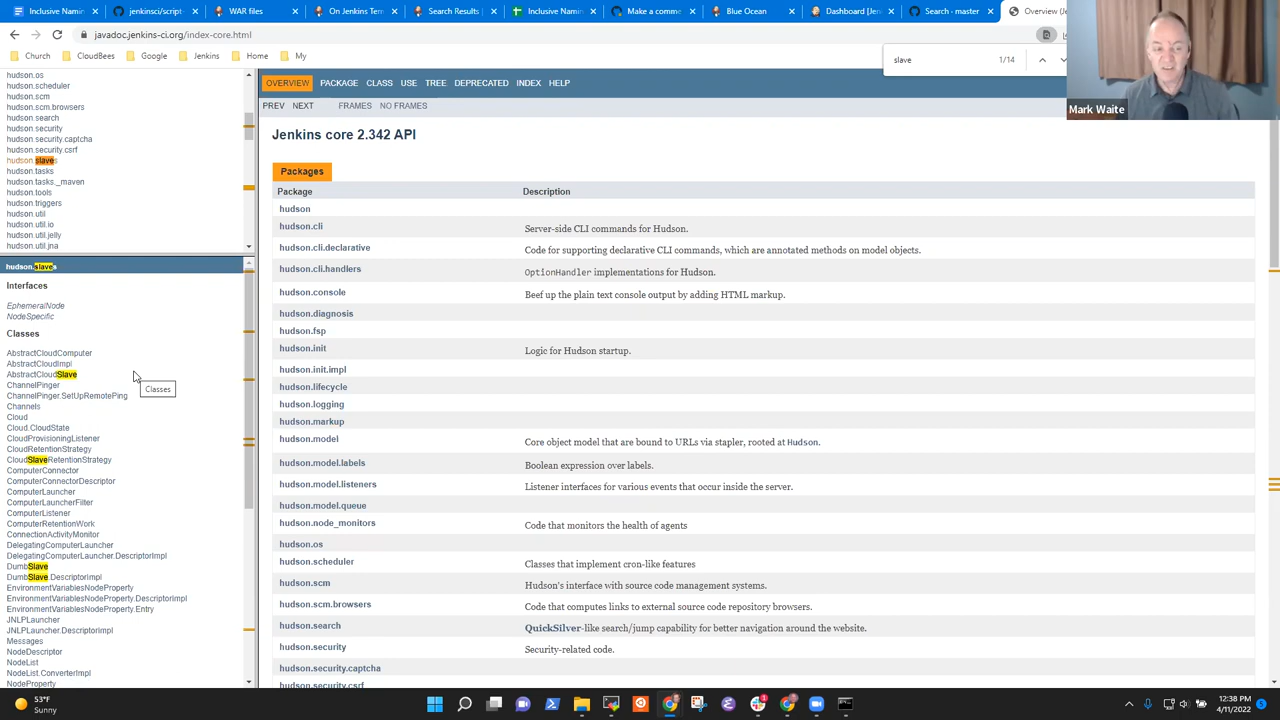 Inclusive Namin
jenkinsci/script
WAR files
On Jenkins Terr
Search Results |
Inclusive Namin
Make a comme
Blue Ocean
Dashboard [Jen
Search - master
Overview (J
javadoc.jenkins-ci.org/index-core.html
Church
CloudBees
Google
Jenkins
Home
My
slave
1/14
Mark Waite
hudson.os
hudson.scheduler
hudson.scm
hudson.scm.browsers
hudson.search
hudson.security
hudson.security.captcha
hudson.security.csrf
hudson.slaves
hudson.tasks
hudson.tasks._maven
hudson.tools
hudson.triggers
hudson.util
hudson.util.io
hudson.util.jelly
hudson.util.jna
hudson.slaves
Interfaces
EphemeralNode
NodeSpecific
Classes
AbstractCloudComputer
AbstractCloudImpl
AbstractCloudSlave
ChannelPinger
ChannelPinger.SetUpRemotePing
Channels
Cloud
Cloud.CloudState
CloudProvisioningListener
CloudRetentionStrategy
CloudSlaveRetentionStrategy
ComputerConnector
ComputerConnectorDescriptor
ComputerLauncher
ComputerLauncherFilter
ComputerListener
ComputerRetentionWork
ConnectionActivityMonitor
DelegatingComputerLauncher
DelegatingComputerLauncher.DescriptorImpl
DumbSlave
DumbSlave.DescriptorImpl
EnvironmentVariablesNodeProperty
EnvironmentVariablesNodeProperty.DescriptorImpl
EnvironmentVariablesNodeProperty.Entry
JNLPLauncher
JNLPLauncher.DescriptorImpl
Messages
NodeDescriptor
NodeList
NodeList.ConverterImpl
NodeProperty
Classes
OVERVIEW PACKAGE CLASS USE TREE DEPRECATED INDEX HELP
PREV NEXT FRAMES NO FRAMES
Jenkins core 2.342 API
Packages
Package Description
hudson
hudson.cli Server-side CLI commands for Hudson.
hudson.cli.declarative Code for supporting declarative CLI commands, which are annotated methods on model objects.
hudson.cli.handlers OptionHandler implementations for Hudson.
hudson.console Beef up the plain text console output by adding HTML markup.
hudson.diagnosis
hudson.fsp
hudson.init Logic for Hudson startup.
hudson.init.impl
hudson.lifecycle
hudson.logging
hudson.markup
hudson.model Core object model that are bound to URLs via stapler, rooted at Hudson.
hudson.model.labels Boolean expression over labels.
hudson.model.listeners Listener interfaces for various events that occur inside the server.
hudson.model.queue
hudson.node_monitors Code that monitors the health of agents
hudson.os
hudson.scheduler Classes that implement cron-like features
hudson.scm Hudson's interface with source code management systems.
hudson.scm.browsers Code that computes links to external source code repository browsers.
hudson.search QuickSilver-like search/jump capability for better navigation around the website.
hudson.security Security-related code.
hudson.security.captcha
hudson.security.csrf
53°F
Sunny
12:38 PM
4/11/2022